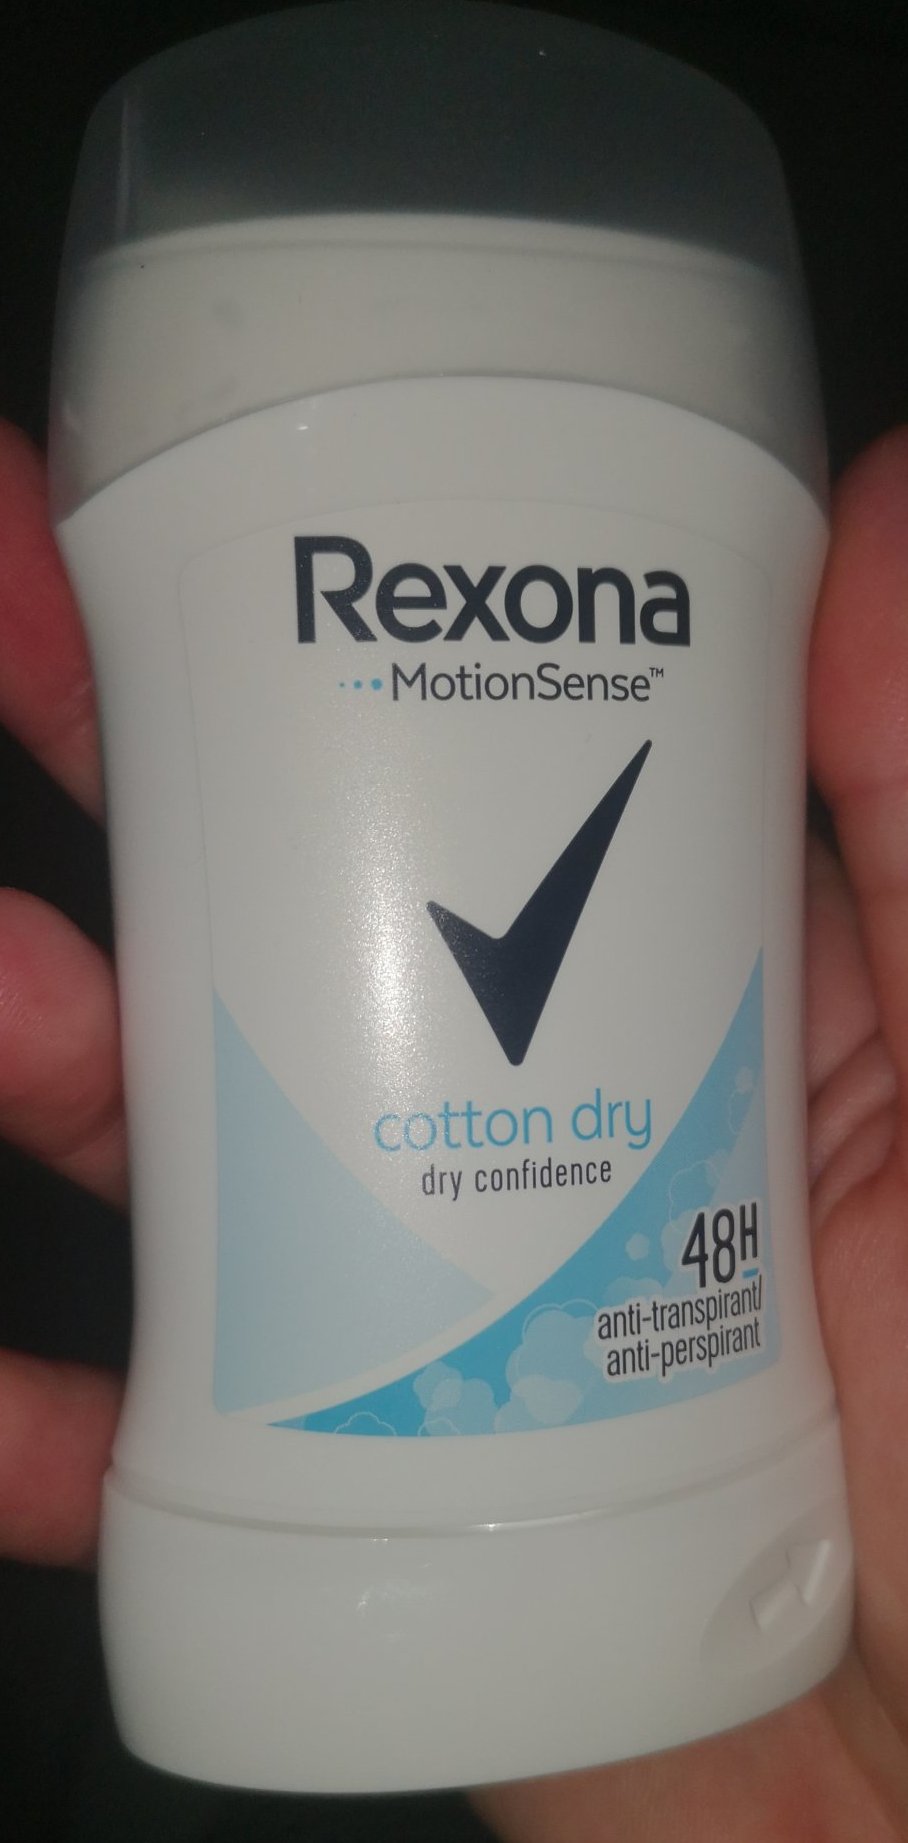 Rexona
MotionSense™
cotton dry
dry confidence
48H
anti-transpirant/
anti-perspirant